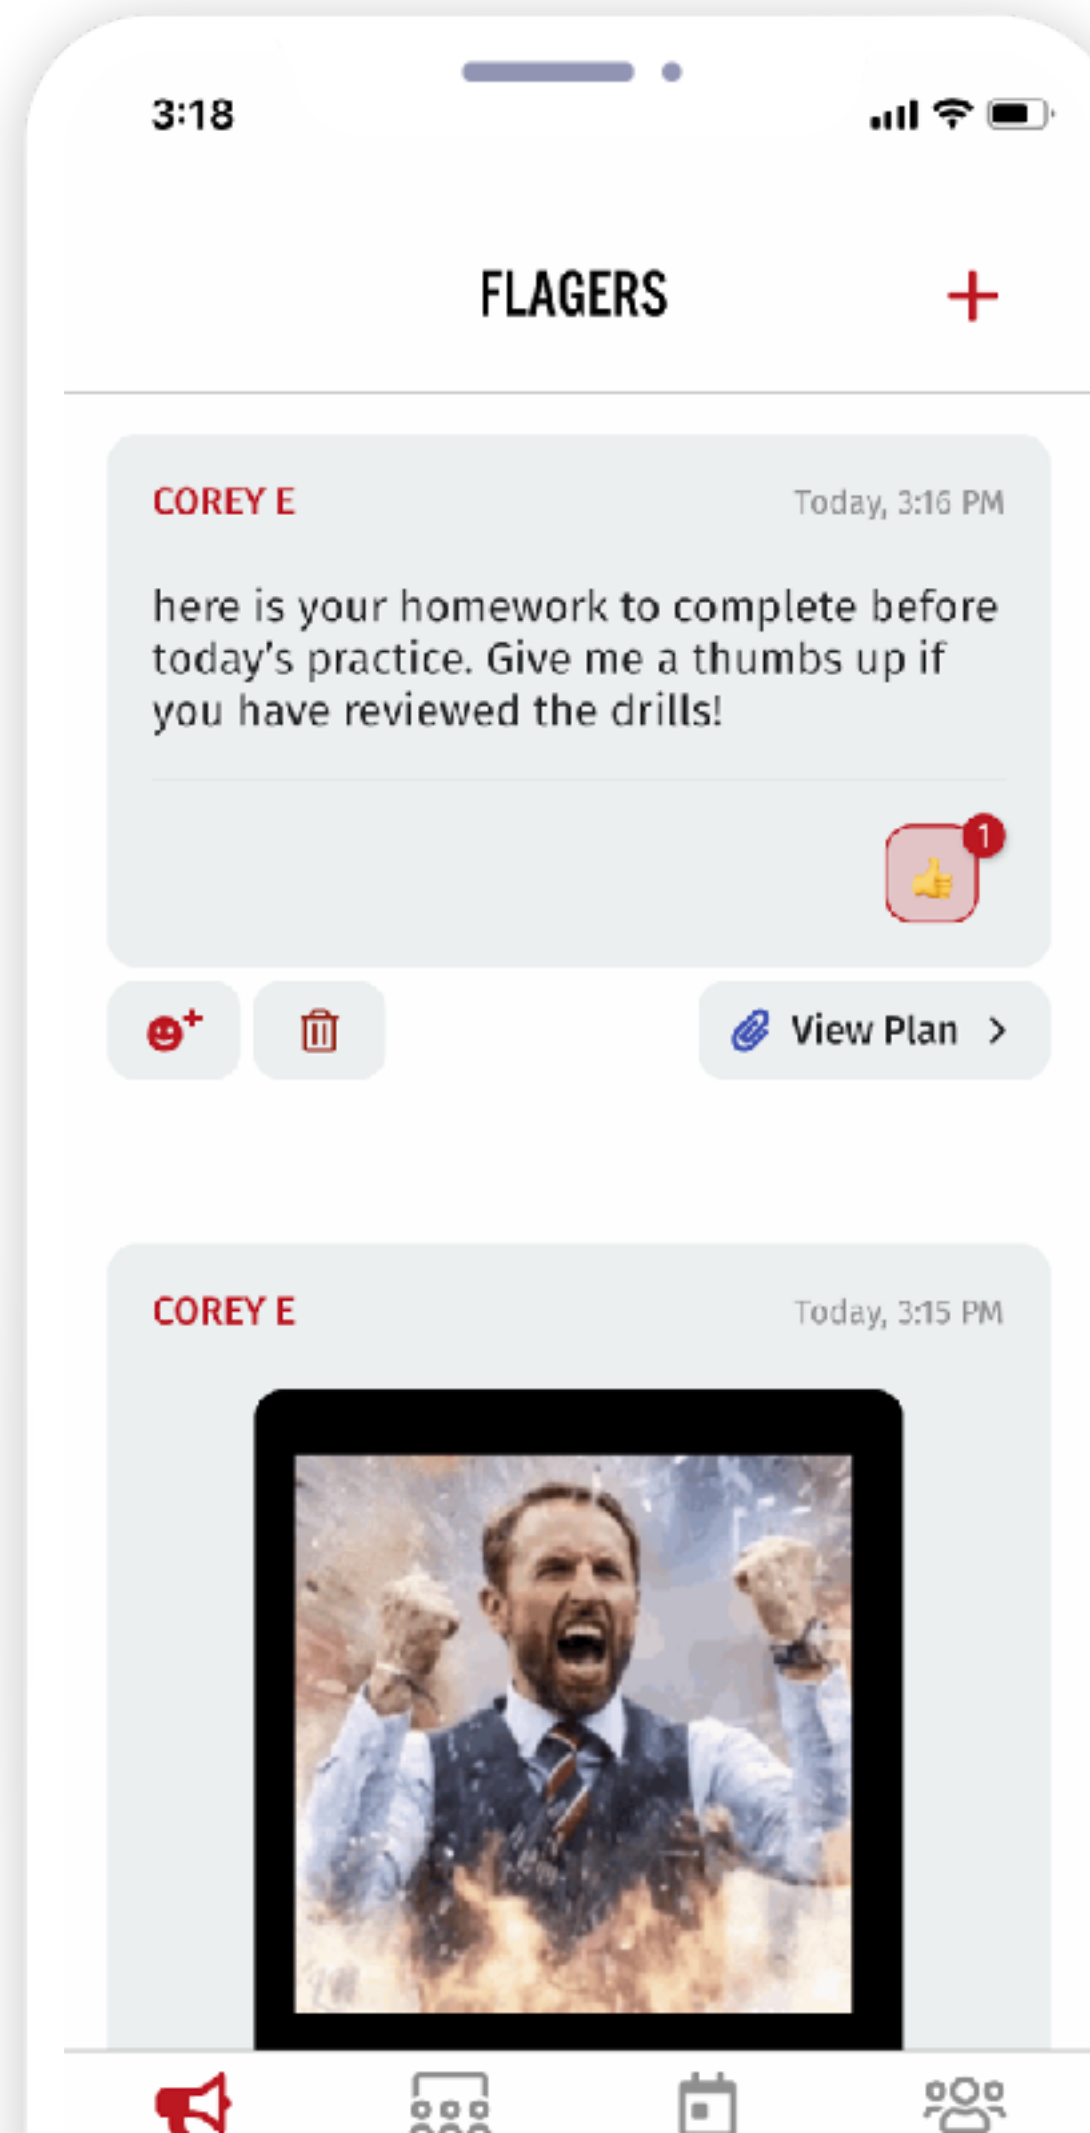 3:18
FLAGERS
COREY E
Today, 3:16 PM
here is your homework to complete before
today's practice. Give me a thumbs up if
you have reviewed the drills!
1
View Plan
COREY E
Today, 3:15 PM